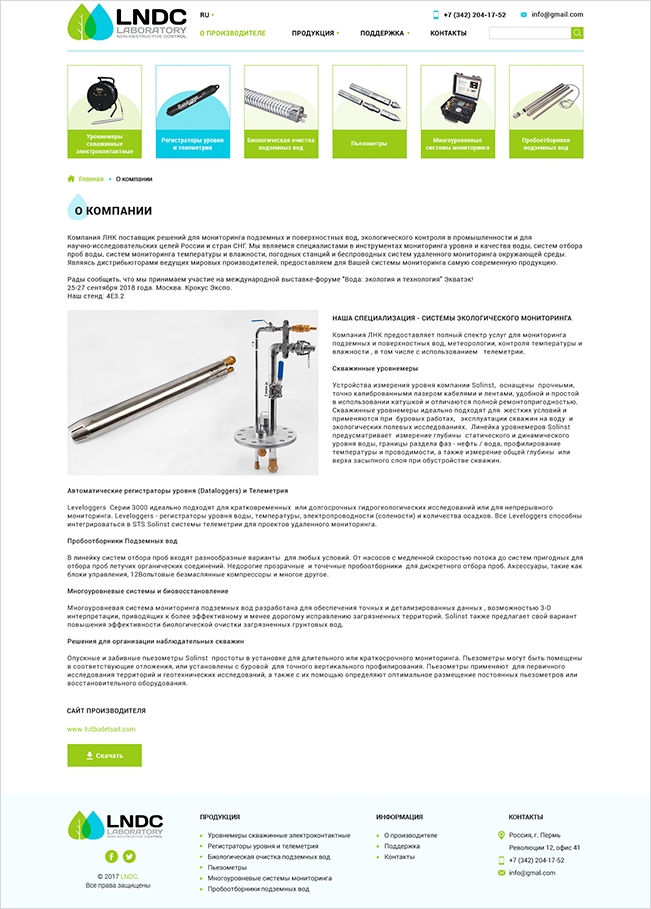 LNDC
LABORATORY
NON-DESTRUCTIVE CONTROL
RU
+7 (342) 204-17-52
info@gmail.com
О ПРОИЗВОДИТЕЛЕ
ПРОДУКЦИЯ
ПОДДЕРЖКА
КОНТАКТЫ
Уровнемеры
скважинные
электроконтактные
Регистраторы уровня
и телеметрия
Биологическая очистка
подземных вод
Пьезометры
Многоуровневые
системы мониторинга
Пробоотборники
подземных вод
Главная • О компании
О КОМПАНИИ
Компания ЛНК поставщик решений для мониторинга подземных и поверхностных вод, экологического контроля в промышленности и для
научно-исследовательских целей России и стран СНГ. Мы являемся специалистами в инструментах мониторинга уровня и качества воды, систем отбора
проб воды, систем мониторинга температуры и влажности, погодных станций и беспроводных систем удаленного мониторинга окружающей среды.
Являясь дистрибьюторами ведущих мировых производителей, предоставляем для Вашей системы мониторинга самую современную продукцию.
Рады сообщить, что мы принимаем участие на международной выставке-форуме "Вода: экология и технология" Экватэк!
25-27 сентября 2018 года. Москва. Крокус Экспо.
Наш стенд: 4E3.2
НАША СПЕЦИАЛИЗАЦИЯ - СИСТЕМЫ ЭКОЛОГИЧЕСКОГО МОНИТОРИНГА
Компания ЛНК предоставляет полный спектр услуг для мониторинга
подземных и поверхностных вод, метеорологии, контроля температуры и
влажности , в том числе с использованием телеметрии.
Скважинные уровнемеры
Устройства измерения уровня компании Solinst, оснащены прочными,
точно калиброванными лазером кабелями и лентами, удобной и простой
в использовании катушкой и отличаются полной ремонтопригодностью.
Скважинные уровнемеры идеально подходят для жестких условий и
применяются при буровых работах, эксплуатации скважин на воду и
экологических полевых исследованиях. Линейка уровнемеров Solinst
предусматривает измерение глубины статического и динамического
уровня воды, границы раздела фаз - нефть / вода, профилирование
температуры и проводимости, а также измерение общей глубины или
верха засыпного слоя при обустройстве скважин.
Автоматические регистраторы уровня (Dataloggers) и Телеметрия
Leveloggers Серии 3000 идеально подходят для кратковременных или долгосрочных гидрогеологических исследований или для непрерывного
мониторинга. Leveloggers - регистраторы уровня воды, температуры, электропроводности (солености) и количества осадков. Все Leveloggers способны
интегрироваться в STS Solinst системы телеметрии для проектов удаленного мониторинга.
Пробоотборники Подземных вод
В линейку систем отбора проб входят разнообразные варианты для любых условий. От насосов с медленной скоростью потока до систем пригодных для
отбора проб летучих органических соединений. Недорогие прозрачные и точечные пробоотборники для дискретного отбора проб. Аксессуары, такие как
блоки управления, 12Вольтовые безмаслянные компрессоры и многое другое.
Многоуровневые системы и биовосстановление
Многоуровневая система мониторинга подземных вод разработана для обеспечения точных и детализированных данных , возможностью 3-D
интерпретации, приводящих к более эффективному и менее дорогому исправлению загрязненных территорий. Solinst также предлагает свой вариант
повышения эффективности биологической очистки загрязненных грунтовых вод.
Решения для организации наблюдательных скважин
Опускные и забивные пьезометры Solinst простоты в установке для длительного или краткосрочного мониторинга. Пьезометры могут быть помещены
в соответствующие отложения, или установлены с буровой для точного вертикального профилирования. Пьезометры применяют для первичного
исследования территорий и геотехнических исследований, а также с их помощью определяют оптимальное размещение постоянных пьезометров или
восстановительного оборудования.
САЙТ ПРОИЗВОДИТЕЛЯ
www. tutbudetsait.com
Скачать
LNDC
LABORATORY
NON-DESTRUCTIVE CONTROL
© 2017 LNDC.
Все права защищены
ПРОДУКЦИЯ
Уровнемеры скважинные электроконтактные
Регистраторы уровня и телеметрия
Биологическая очистка подземных вод
Пьезометры
Многоуровневые системы мониторинга
Пробоотборники подземных вод
ИНФОРМАЦИЯ
О производителе
Поддержка
Контакты
КОНТАКТЫ
Россия, г. Пермь
Революции 12, офис 41
+7 (342) 204-17-52
info@gmail.com